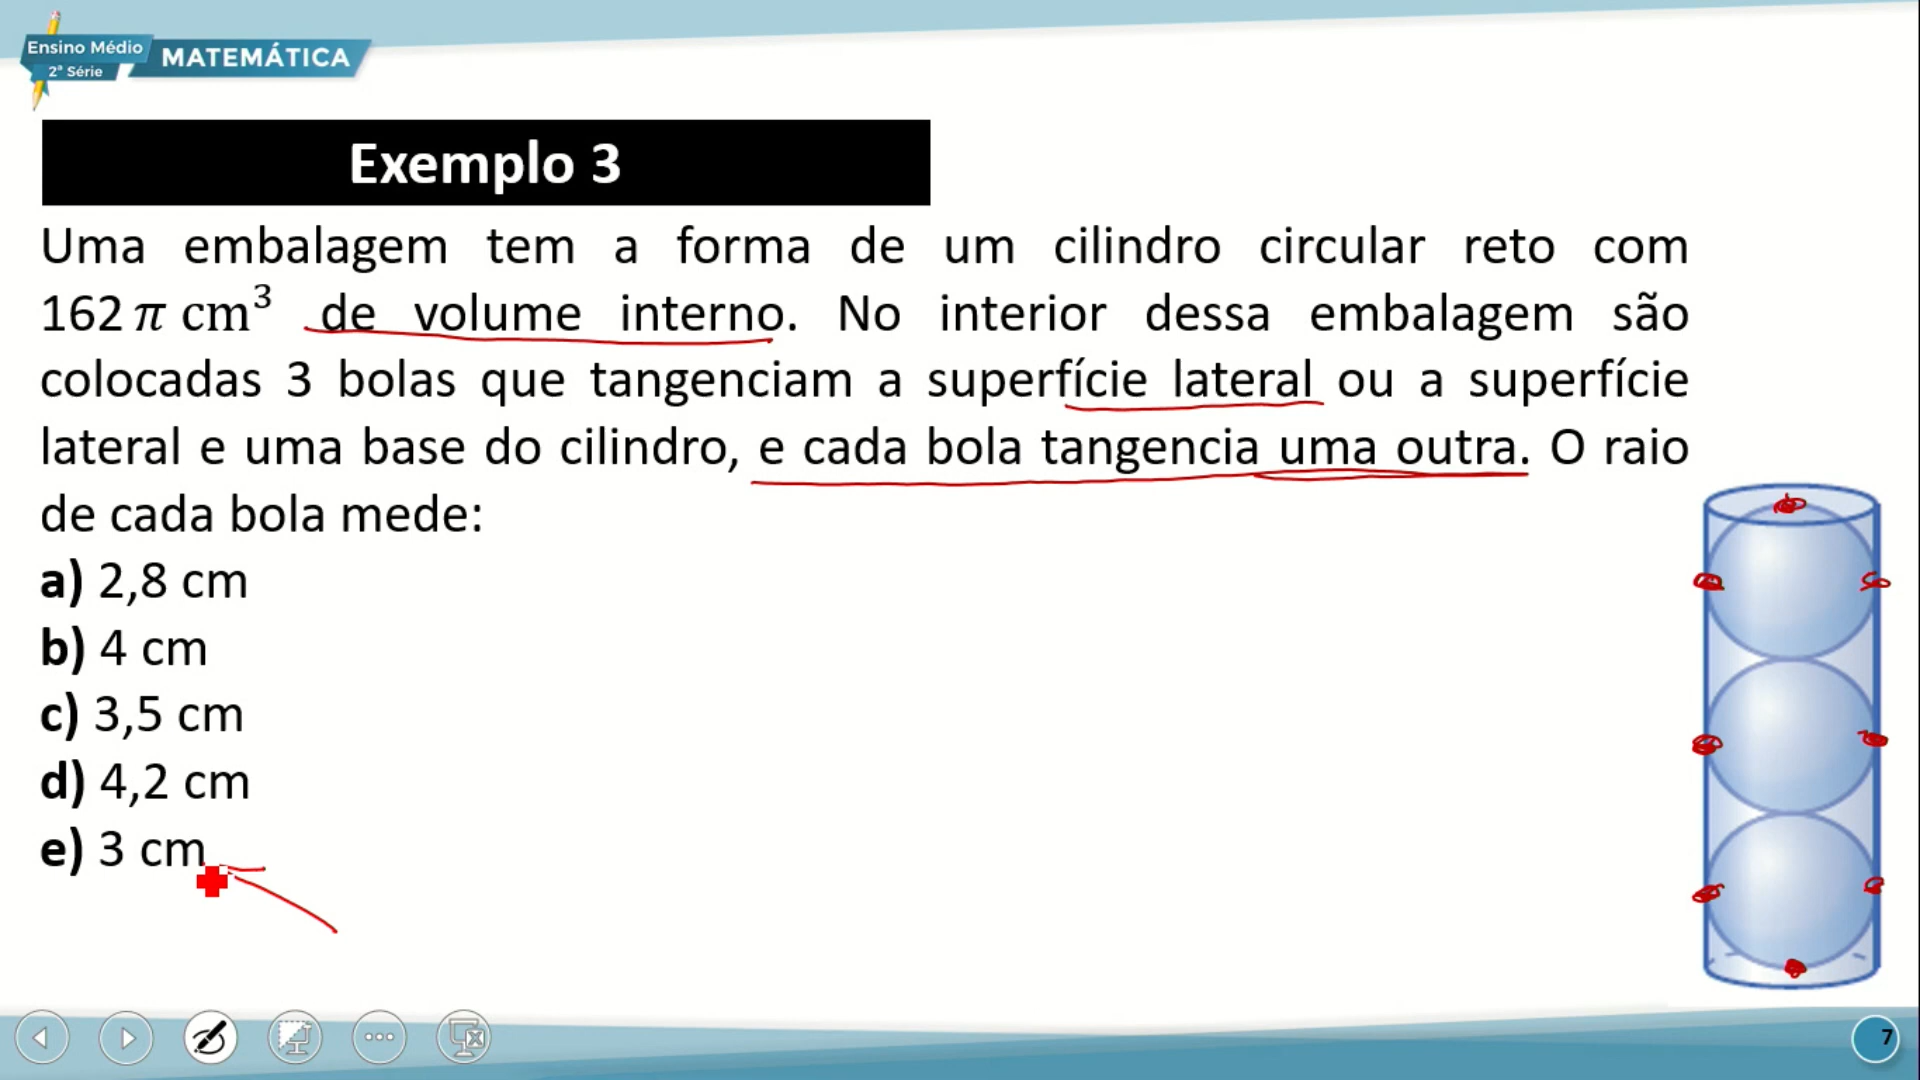 Ensino Médio
2ª Série
MATEMÁTICA
Exemplo 3
Uma embalagem tem a forma de um cilindro circular reto com
162 π cm³ de volume interno. No interior dessa embalagem são
colocadas 3 bolas que tangenciam a superfície lateral ou a superfície
lateral e uma base do cilindro, e cada bola tangencia uma outra. O raio
de cada bola mede:
a) 2,8 cm
b) 4 cm
c) 3,5 cm
d) 4,2 cm
e) 3 cm
7